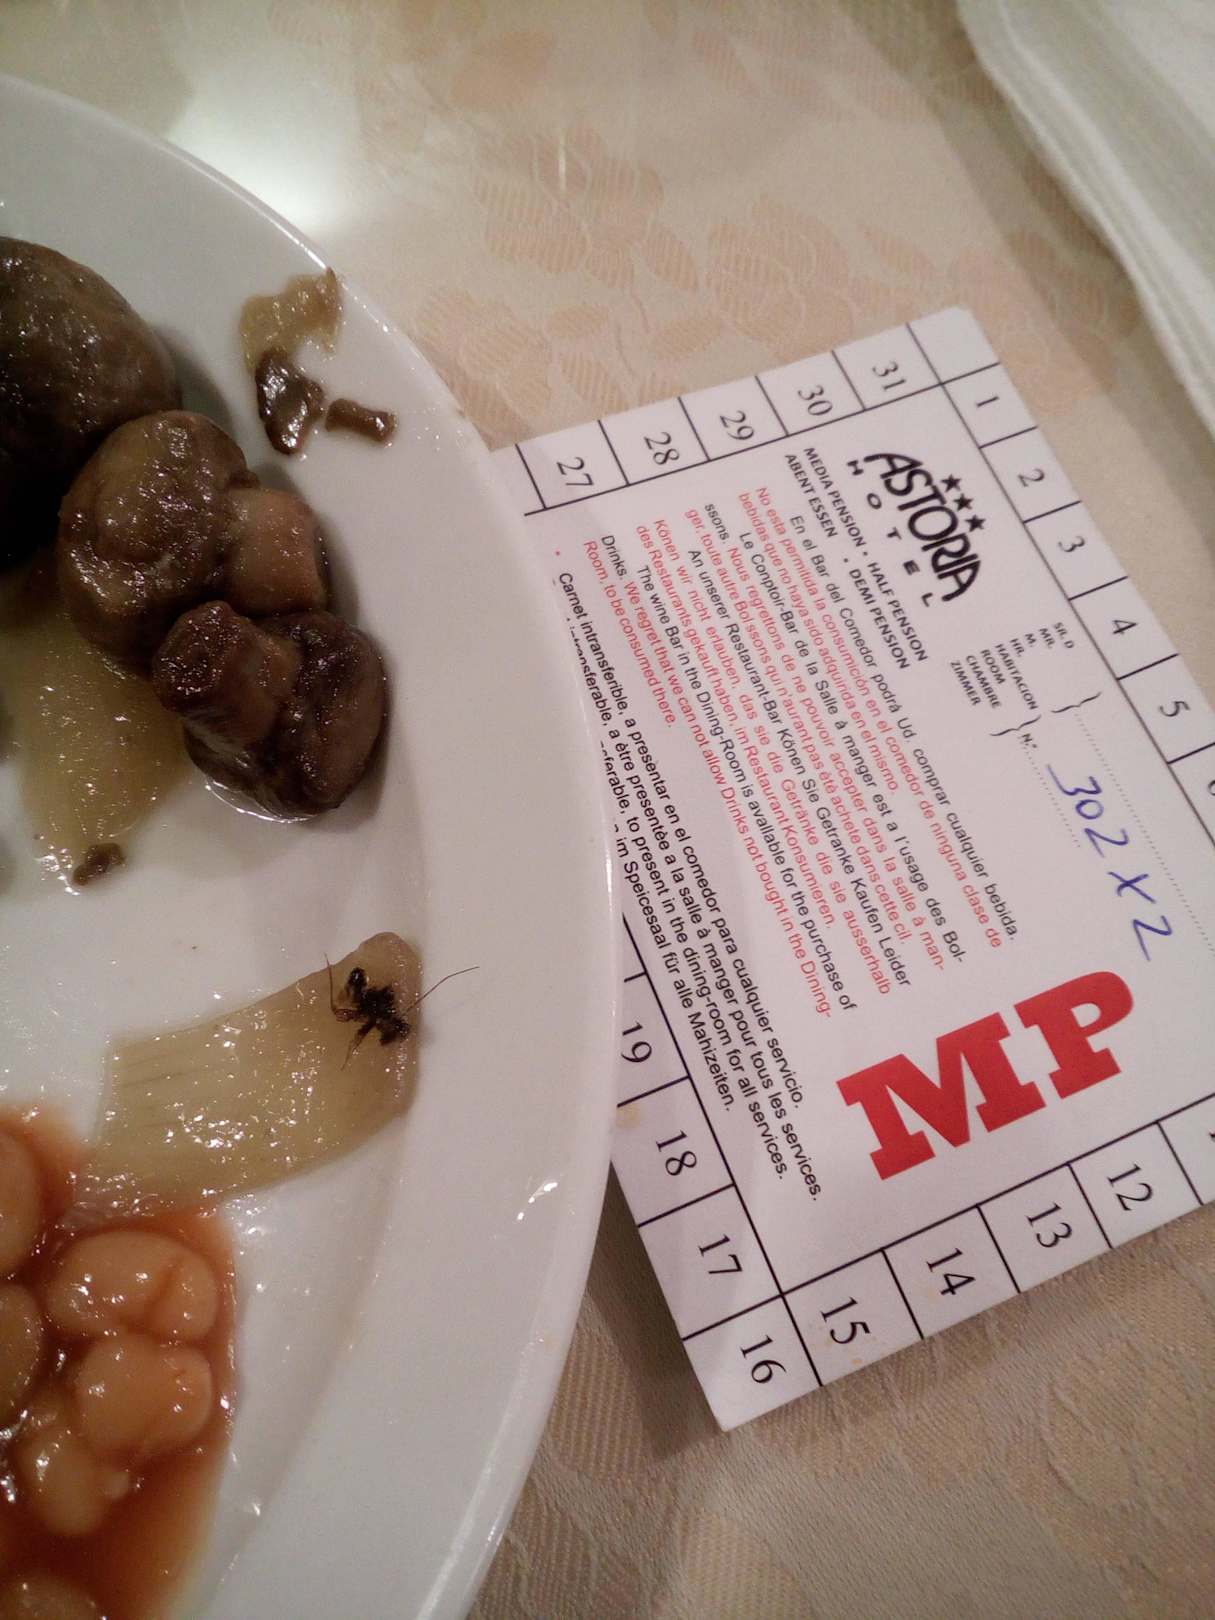 ASTORIA
HOTEL
MEDIA PENSION • HALF PENSION
ABENT ESSEN • DEMI PENSION
SR. D
MR.
M.
HR.
HABITACION
ROOM
CHAMBRE
ZIMMER
N.º 302 X 2
En el Bar del Comedor podrá Ud. comprar cualquier bebida.
No esta permitida la consumición en el comedor de ninguna clase de
bebidas que no haya sido adquirida en el mismo.
Le Conptoir-Bar de la Salle à manger est a l'usage des Bol-
ssons. Nous regrettons de ne pouvoir accepter dans la salle à man-
ger, toute autre Bolssons qui n'aurant pas été achete dans cette cil.
An unserer Restaurant-Bar Könen Sie Getranke Kaufen Leider
Könen wir nicht erlauben, das sie die Getränke die sie ausserhalb
des Restaurants gekauft haben, im Restaurant Konsumieren.
The wine Bar in the Dining-Room is avallable for the purchase of
Drinks. We regret that we can not allow Drinks not bought in the Dining-
Room, to be consumed there.
• Carnet intransferible, a presentar en el comedor para cualquier servicio.
intransferable, a ètre presentèe a la salle à manger pour tous les services.
to present in the dining-room for all services.
im Speicesaal für alle Mahizeiten.
MP
1
2
3
4
5
12
13
14
15
16
17
18
19
27
28
29
30
31